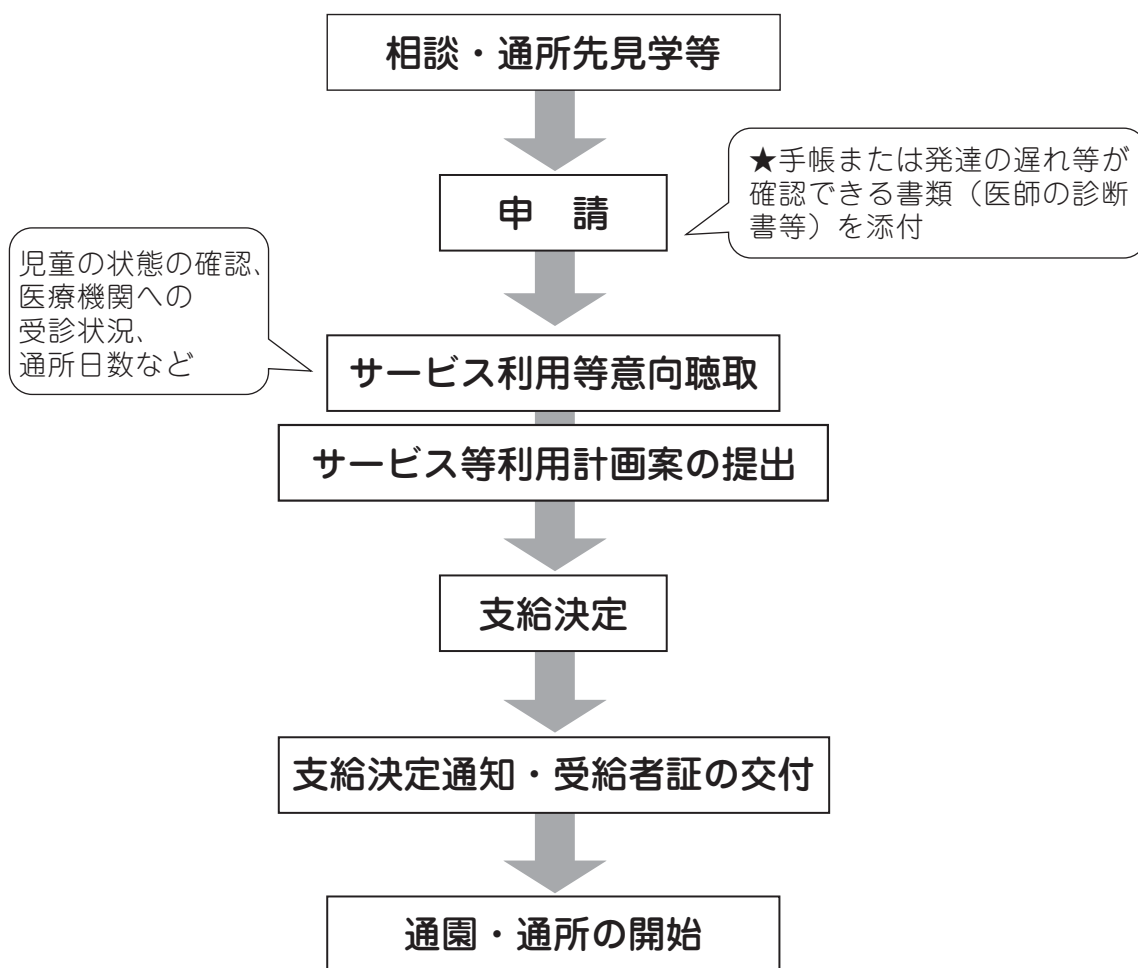 相談・通所先見学等
★手帳または発達の遅れ等が
確認できる書類（医師の診断
書等）を添付
申　請
児童の状態の確認、
医療機関への
受診状況、
通所日数など
サービス利用等意向聴取
サービス等利用計画案の提出
支給決定
支給決定通知・受給者証の交付
通園・通所の開始